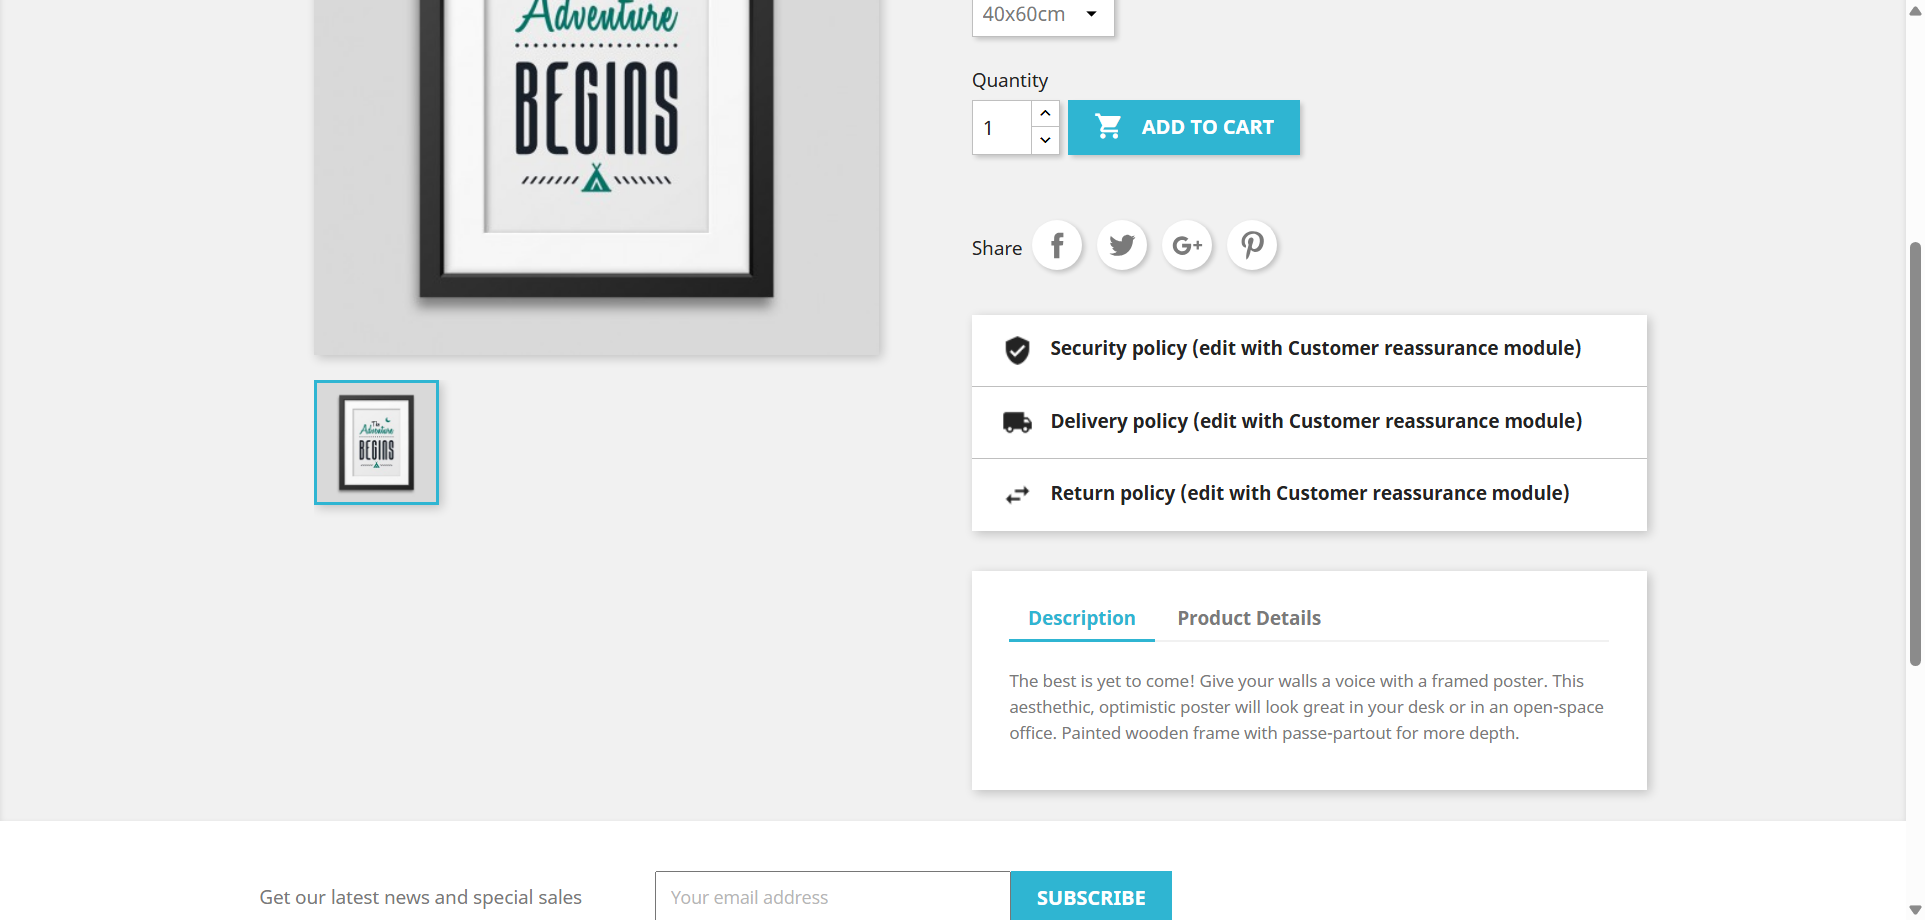 Adventure
BEGINS
The
Adventure
BEGINS
40x60cm
Quantity
1
ADD TO CART
Share
Security policy (edit with Customer reassurance module)
Delivery policy (edit with Customer reassurance module)
Return policy (edit with Customer reassurance module)
Description Product Details
The best is yet to come! Give your walls a voice with a framed poster. This
aesthethic, optimistic poster will look great in your desk or in an open-space
office. Painted wooden frame with passe-partout for more depth.
Get our latest news and special sales
Your email address
SUBSCRIBE